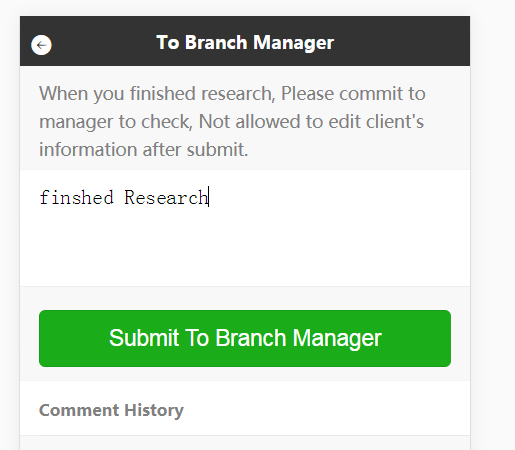 To Branch Manager
When you finished research, Please commit to
manager to check, Not allowed to edit client's
information after submit.
finshed Research
Submit To Branch Manager
Comment History